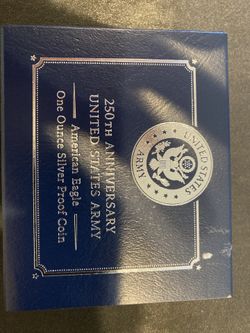 UNITED STATES
ARMY
250TH ANNIVERSARY
UNITED STATES ARMY
American Eagle
One Ounce Silver Proof Coin